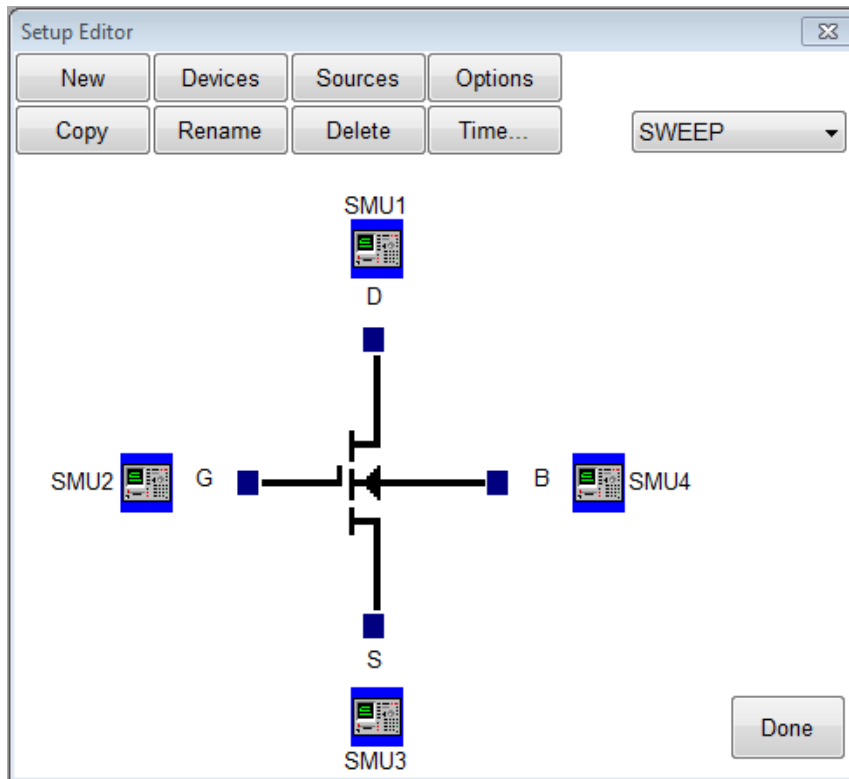 Setup Editor
New Devices Sources Options
Copy Rename Delete Time... SWEEP
SMU1
D
SMU2 G B SMU4
S
SMU3
Done